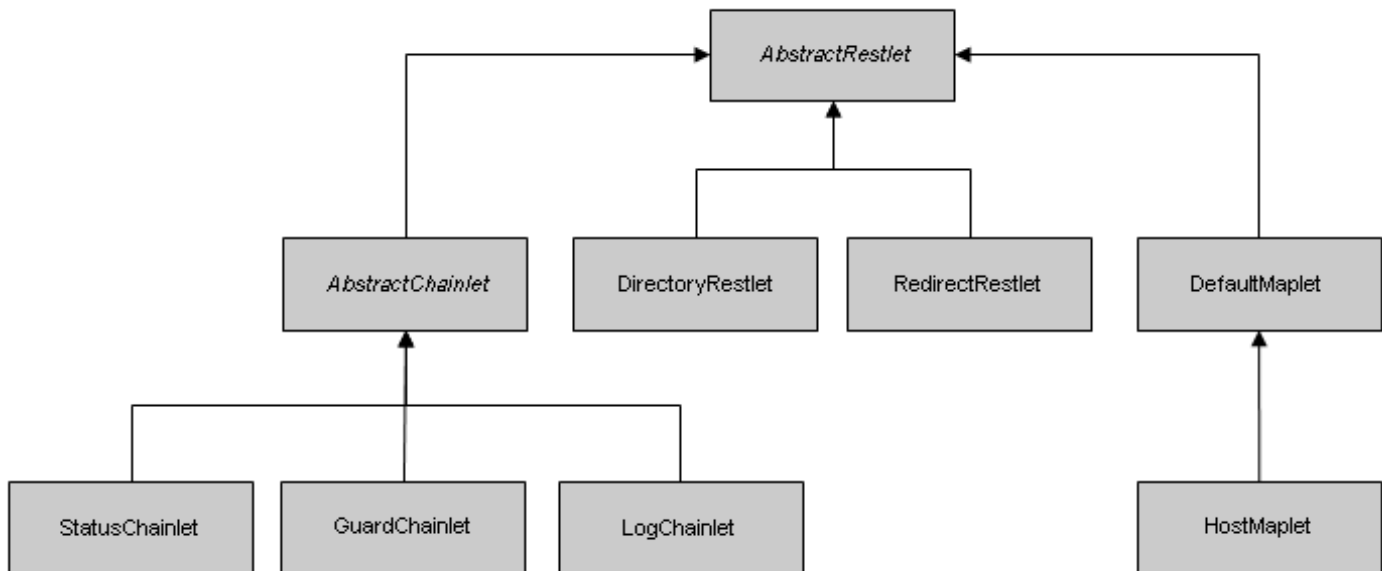 AbstractRestlet
AbstractChainlet
DirectoryRestlet
RedirectRestlet
DefaultMaplet
StatusChainlet
GuardChainlet
LogChainlet
HostMaplet